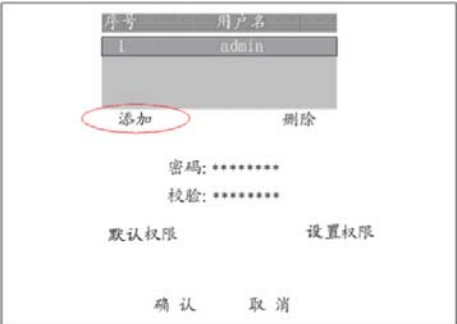 序号 用户名
1 admin
添加 删除
密码: ********
校验: ********
默认权限 设置权限
确 认 取 消